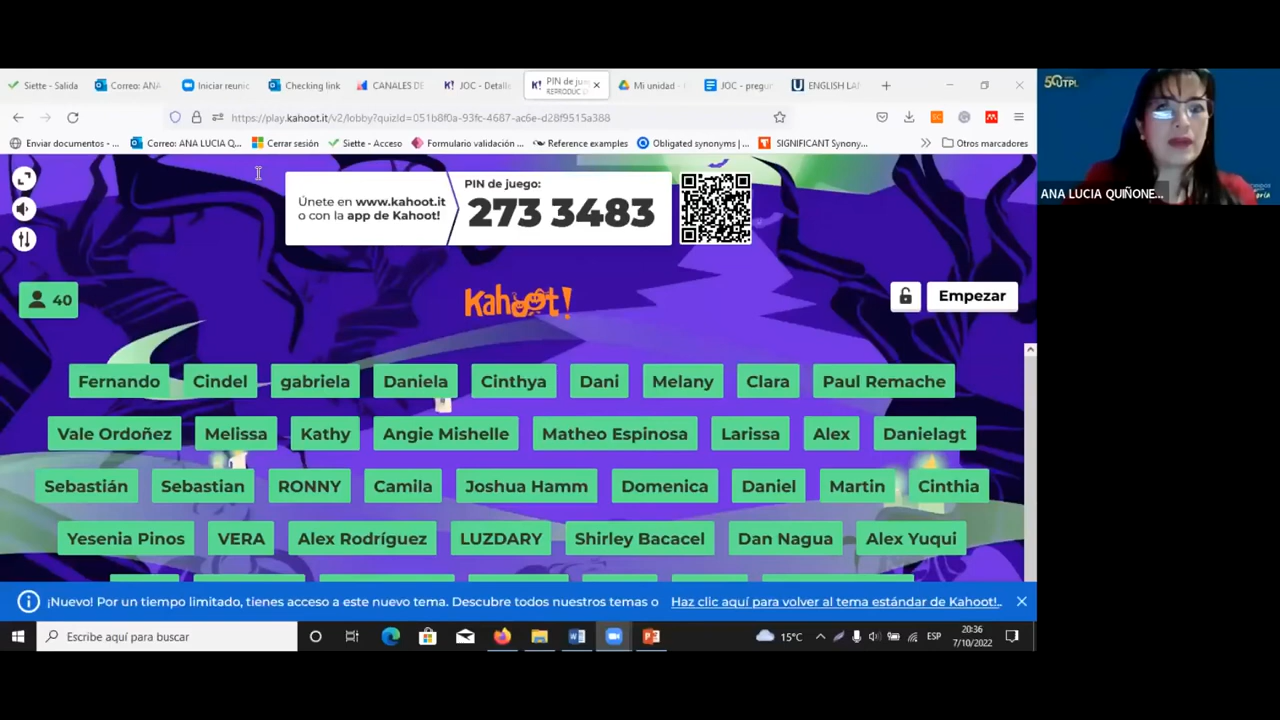 Siette - Salida
Correo: ANA
Iniciar reunic
Checking link
CANALES DE
K! JOC - Detalle
K! PIN de jue
REPRODUC
Mi unidad -
JOC - pregun
ENGLISH LAN
https://play.kahoot.it/v2/lobby?quizId=051b8f0a-93fc-4687-ac6e-d28f9515a388
Enviar documentos - ...
Correo: ANA LUCIA Q...
Cerrar sesión
Siette - Acceso
Formulario validación ...
Reference examples
Obligated synonyms | ...
SIGNIFICANT Synony...
Otros marcadores
50 UTPL
ANA LUCIA QUIÑONE...
Únete en www.kahoot.it
o con la app de Kahoot!
PIN de juego:
273 3483
40
Kahoot!
Empezar
Fernando
Cindel
gabriela
Daniela
Cinthya
Dani
Melany
Clara
Paul Remache
Vale Ordoñez
Melissa
Kathy
Angie Mishelle
Matheo Espinosa
Larissa
Alex
Danielagt
Sebastián
Sebastian
RONNY
Camila
Joshua Hamm
Domenica
Daniel
Martin
Cinthia
Yesenia Pinos
VERA
Alex Rodríguez
LUZDARY
Shirley Bacacel
Dan Nagua
Alex Yuqui
¡Nuevo! Por un tiempo limitado, tienes acceso a este nuevo tema. Descubre todos nuestros temas o
Haz clic aquí para volver al tema estándar de Kahoot!.
Escribe aquí para buscar
15°C
ESP
20:36
7/10/2022